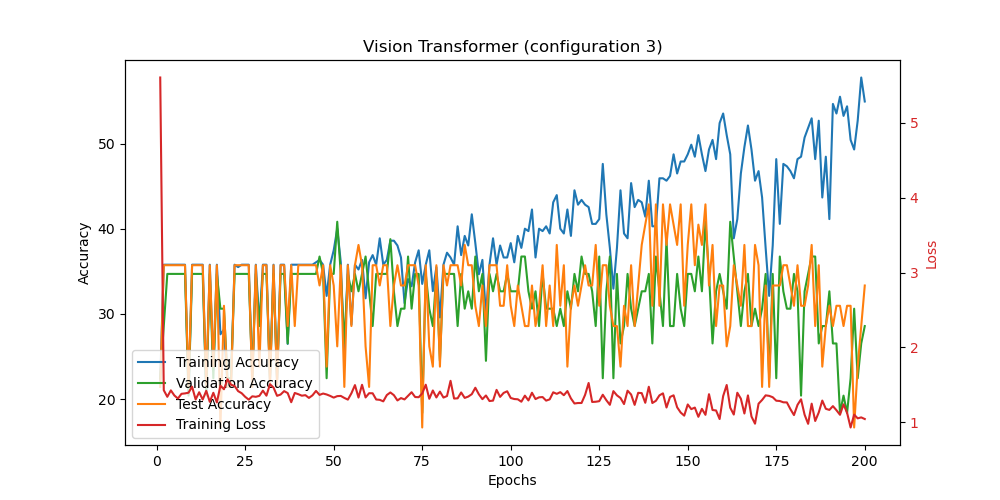 Vision Transformer (configuration 3)
Accuracy
50
40
30
20
Training Accuracy
Validation Accuracy
Test Accuracy
Training Loss
5
4
3
2
1
Loss
0 25 50 75 100 125 150 175 200
Epochs